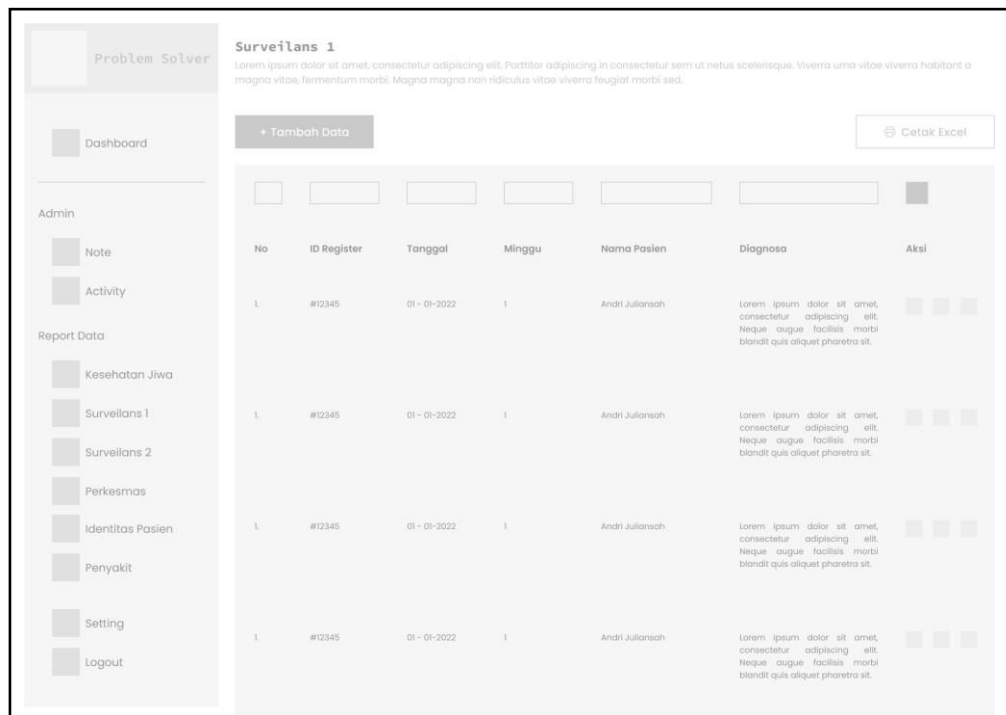 Problem Solver
Dashboard
Admin
Note
Activity
Report Data
Kesehatan Jiwa
Surveilans 1
Surveilans 2
Perkesmas
Identitas Pasien
Penyakit
Setting
Logout
Surveilans 1
Lorem ipsum dolor sit amet, consectetur adipiscing elit. Porttitor adipiscing in consectetur sem ut netus scelerisque. Viverra urna vitae viverra habitant a
magna vitae, fermentum morbi. Magna magna non ridiculus vitae viverra feugiat morbi sed.
+ Tambah Data
Cetak Excel
No ID Register Tanggal Minggu Nama Pasien Diagnosa Aksi
1. #12345 01 - 01-2022 1 Andri Juliansah Lorem ipsum dolor sit amet,
consectetur adipiscing elit.
Neque augue facilisis morbi
blandit quis aliquet pharetra sit.
1. #12345 01 - 01-2022 1 Andri Juliansah Lorem ipsum dolor sit amet,
consectetur adipiscing elit.
Neque augue facilisis morbi
blandit quis aliquet pharetra sit.
1. #12345 01 - 01-2022 1 Andri Juliansah Lorem ipsum dolor sit amet,
consectetur adipiscing elit.
Neque augue facilisis morbi
blandit quis aliquet pharetra sit.
1. #12345 01 - 01-2022 1 Andri Juliansah Lorem ipsum dolor sit amet,
consectetur adipiscing elit.
Neque augue facilisis morbi
blandit quis aliquet pharetra sit.